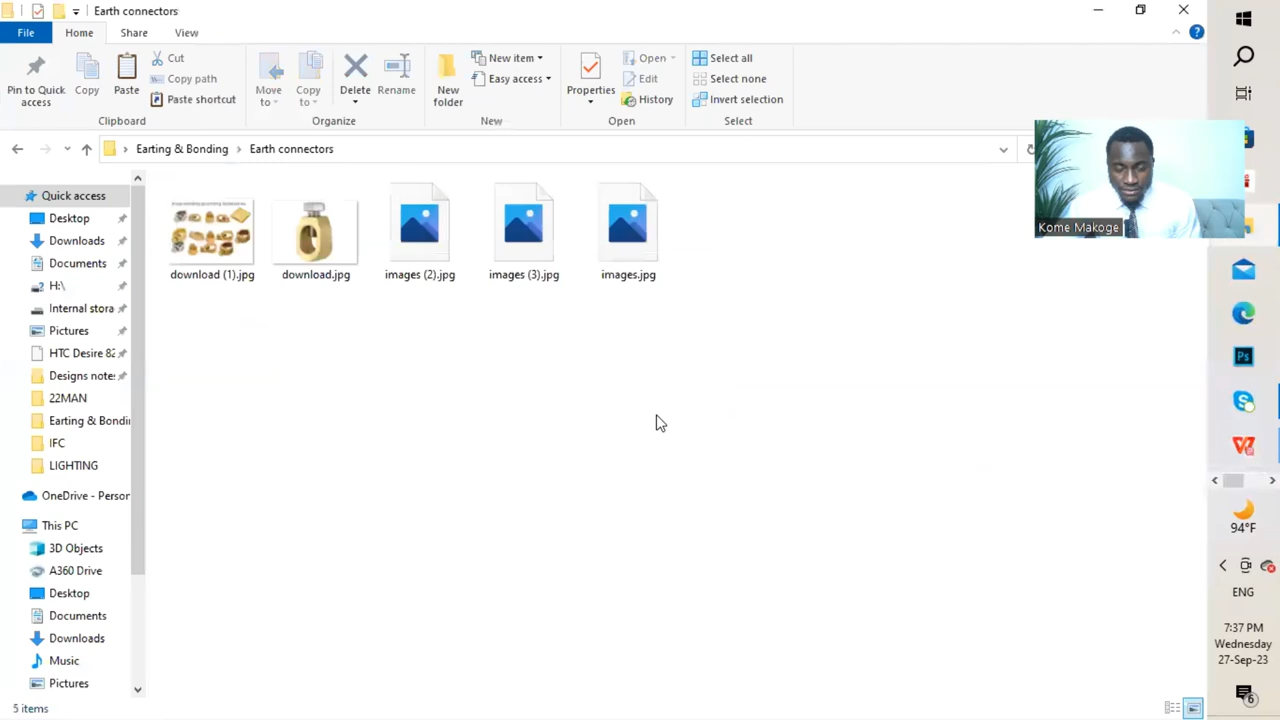 Earth connectors
File
Home
Share
View
Pin to Quick access
Copy
Paste
Cut
Copy path
Paste shortcut
Clipboard
Move to
Copy to
Delete
Rename
Organize
New folder
New item
Easy access
New
Properties
Open
Edit
History
Open
Select all
Select none
Invert selection
Select
Earting & Bonding
Earth connectors
Kome Makoge
Quick access
Desktop
Downloads
Documents
H:\
Internal stora
Pictures
HTC Desire 82
Designs note:
22MAN
Earting & Bondi
IFC
LIGHTING
OneDrive - Persor
This PC
3D Objects
A360 Drive
Desktop
Documents
Downloads
Music
Pictures
download (1).jpg
download.jpg
images (2).jpg
images (3).jpg
images.jpg
5 items
Ps
94°F
ENG
7:37 PM
Wednesday
27-Sep-23
6